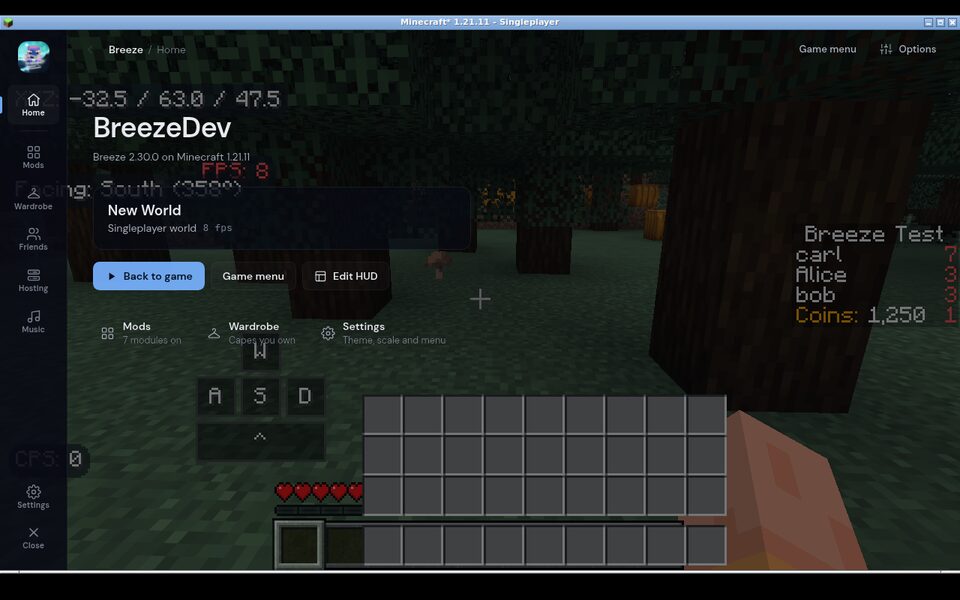 Minecraft* 1.21.11 - Singleplayer
Breeze / Home
Game menu
Options
Home
-32.5 / 63.0 / 47.5
BreezeDev
Breeze 2.30.0 on Minecraft 1.21.11
FPS: 8
Mods
Facing: South (358°)
Wardrobe
New World
Singleplayer world 8 fps
Friends
Breeze Test
carl 7
Alice 3
bob 3
Coins: 1,250 1
Hosting
Back to game
Game menu
Edit HUD
Music
Mods
7 modules on
Wardrobe
Capes you own
Settings
Theme, scale and menu
W
A S D
^
CPS: 0
Settings
Close